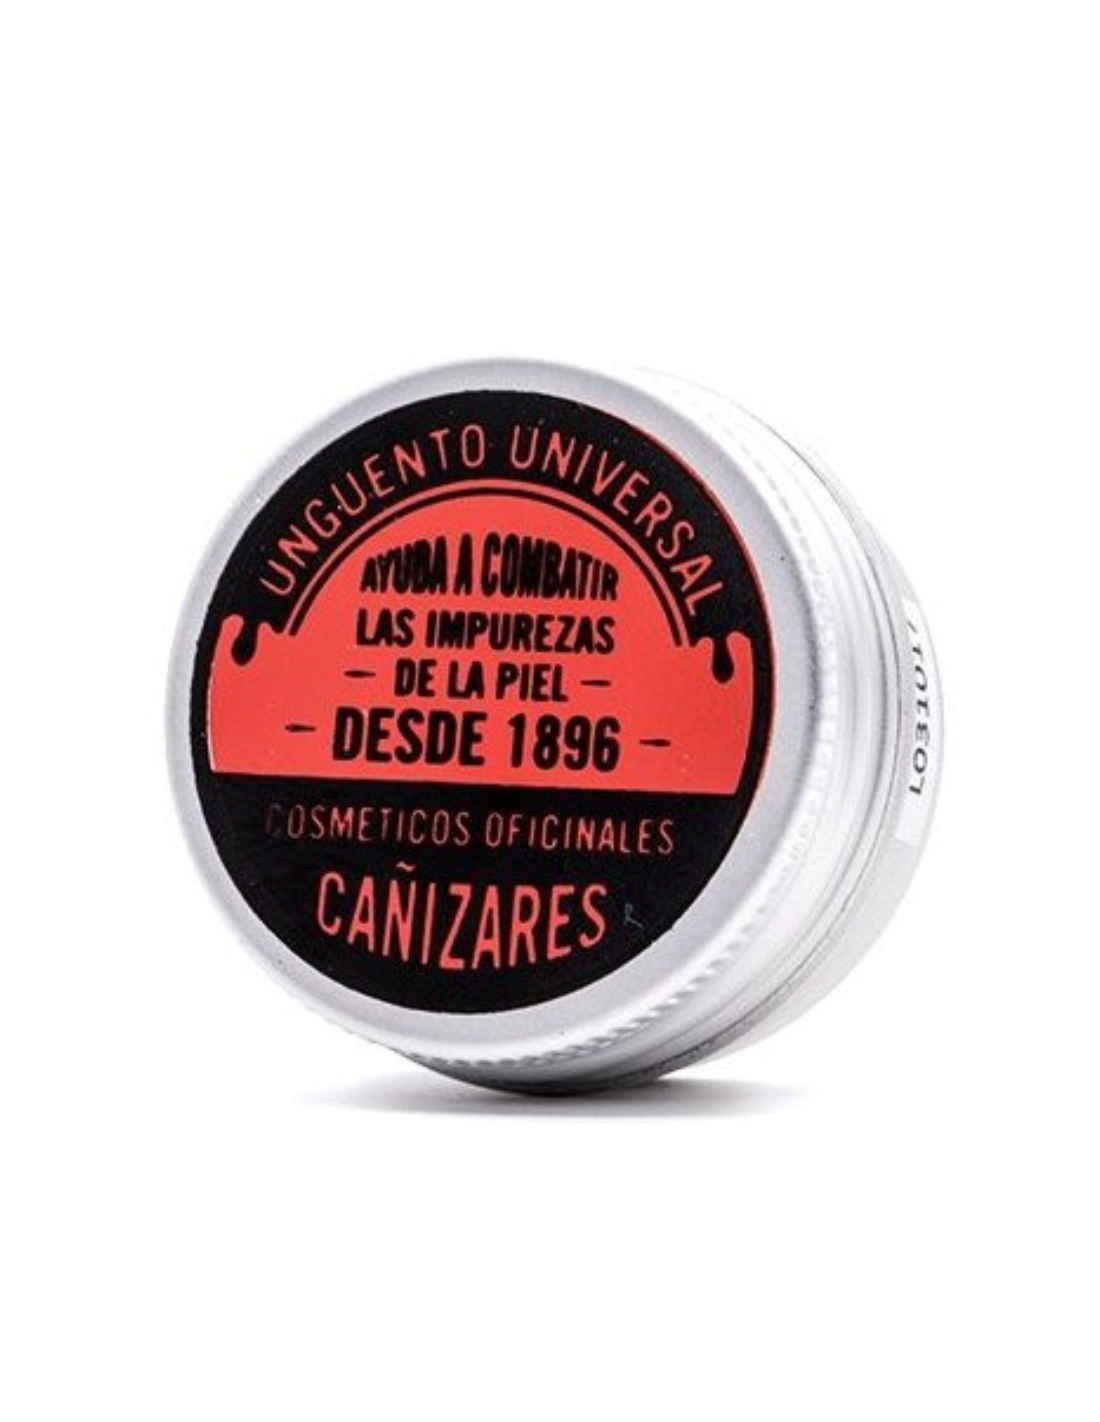 UNGUENTO UNIVERSAL
AYUDA A COMBATIR
LAS IMPUREZAS
- DE LA PIEL -
- DESDE 1896 -
COSMETICOS OFICINALES
CAÑIZARES